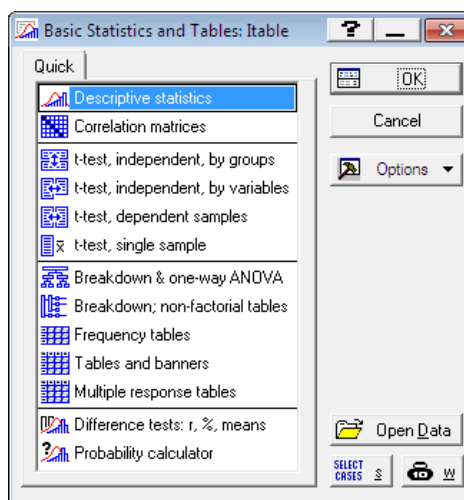 Basic Statistics and Tables: Itable
?
Quick
Descriptive statistics
Correlation matrices
t-test, independent, by groups
t-test, independent, by variables
t-test, dependent samples
x t-test, single sample
Breakdown & one-way ANOVA
Breakdown; non-factorial tables
Frequency tables
Tables and banners
Multiple response tables
Difference tests: r, %, means
? Probability calculator
OK
Cancel
Options
Open Data
SELECT
CASES S
W